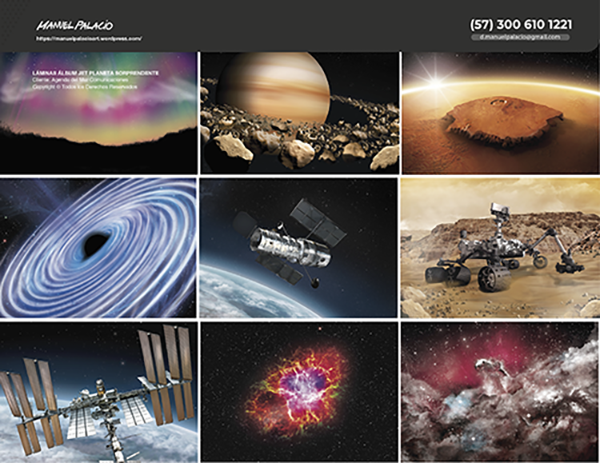 MANUEL PALACIO
(57) 300 610 1221
https://manuelpalacioart.wordpress.com/
d.manuelpalacio@gmail.com
LÁMINAS ÁLBUM JET PLANETA SORPRENDENTE
Cliente: Agencia del Mar Comunicaciones
Copyright © Todos los Derechos Reservados